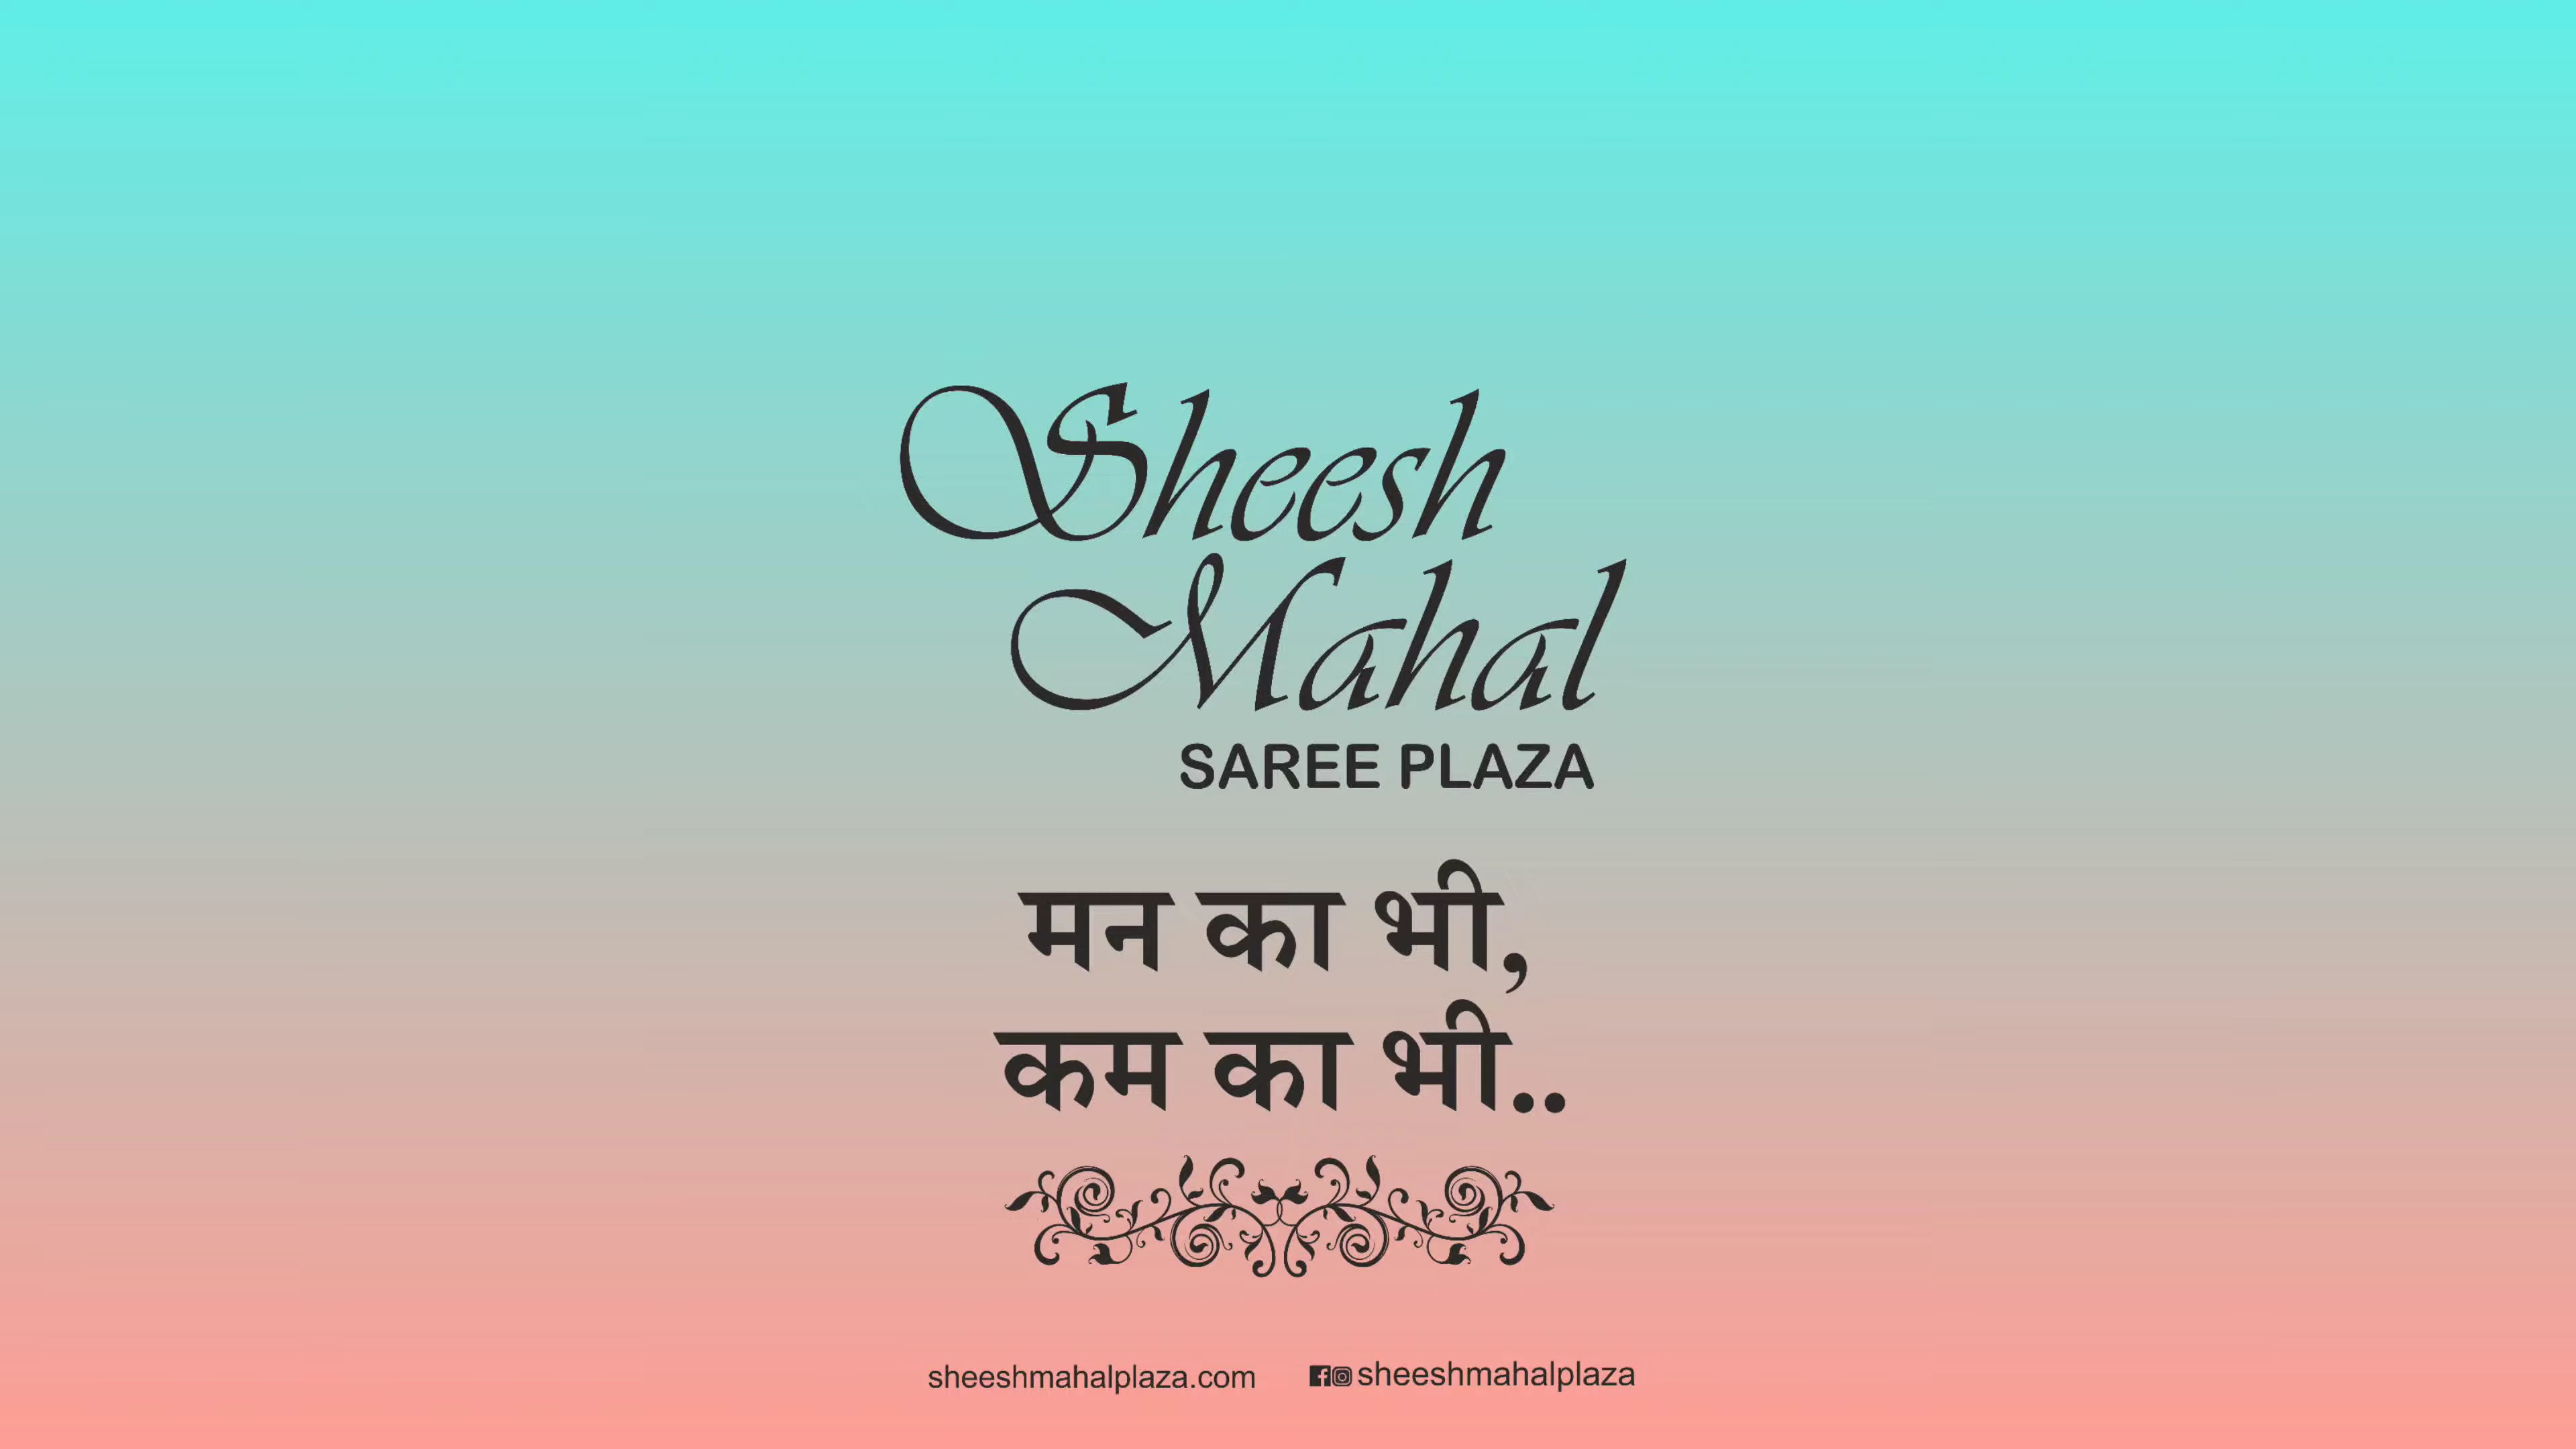 Sheesh
Mahal
SAREE PLAZA
मन का भी,
कम का भी..
sheeshmahalplaza.com sheeshmahalplaza